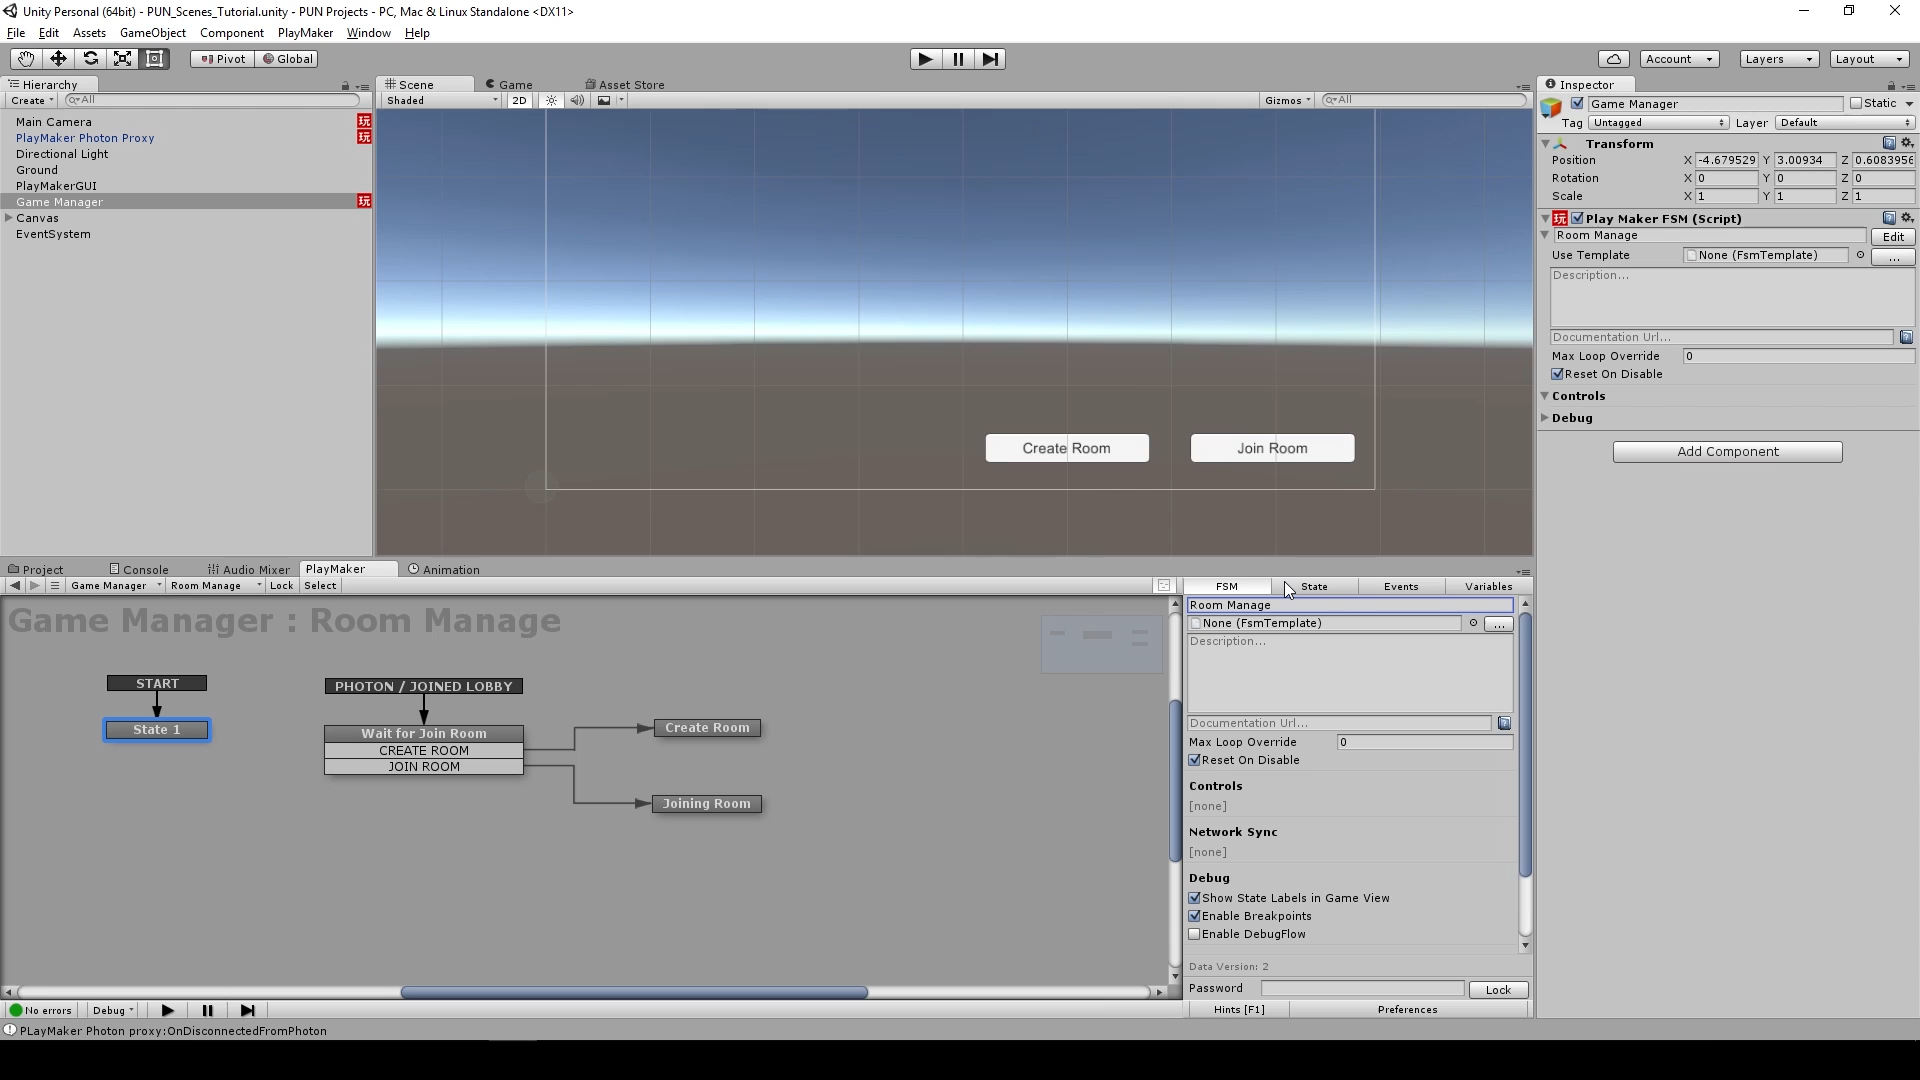 Unity Personal (64bit) - PUN_Scenes_Tutorial.unity - PUN Projects - PC, Mac & Linux Standalone <DX11>
File Edit Assets GameObject Component PlayMaker Window Help
Pivot Global Account Layers Layout
Hierarchy
Create All
Main Camera 玩
PlayMaker Photon Proxy 玩
Directional Light
Ground
PlayMakerGUI
Game Manager 玩
Canvas
EventSystem
Scene Game Asset Store
Shaded 2D Gizmos All
Create Room Join Room
Inspector
Game Manager Static
Tag Untagged Layer Default
Transform
Position X -4.679529 Y 3.00934 Z 0.6083956
Rotation X 0 Y 0 Z 0
Scale X 1 Y 1 Z 1
玩 Play Maker FSM (Script)
Room Manage Edit
Use Template None (FsmTemplate) ...
Description...
Documentation Url...
Max Loop Override 0
Reset On Disable
Controls
Debug
Add Component
Project Console Audio Mixer PlayMaker Animation
Game Manager Room Manage Lock Select
Game Manager : Room Manage
START
State 1
PHOTON / JOINED LOBBY
Wait for Join Room
CREATE ROOM
JOIN ROOM
Create Room
Joining Room
FSM State Events Variables
Room Manage
None (FsmTemplate) ...
Description...
Documentation Url...
Max Loop Override 0
Reset On Disable
Controls
[none]
Network Sync
[none]
Debug
Show State Labels in Game View
Enable Breakpoints
Enable DebugFlow
Data Version: 2
Password Lock
No errors Debug Hints [F1] Preferences
PLayMaker Photon proxy:OnDisconnectedFromPhoton